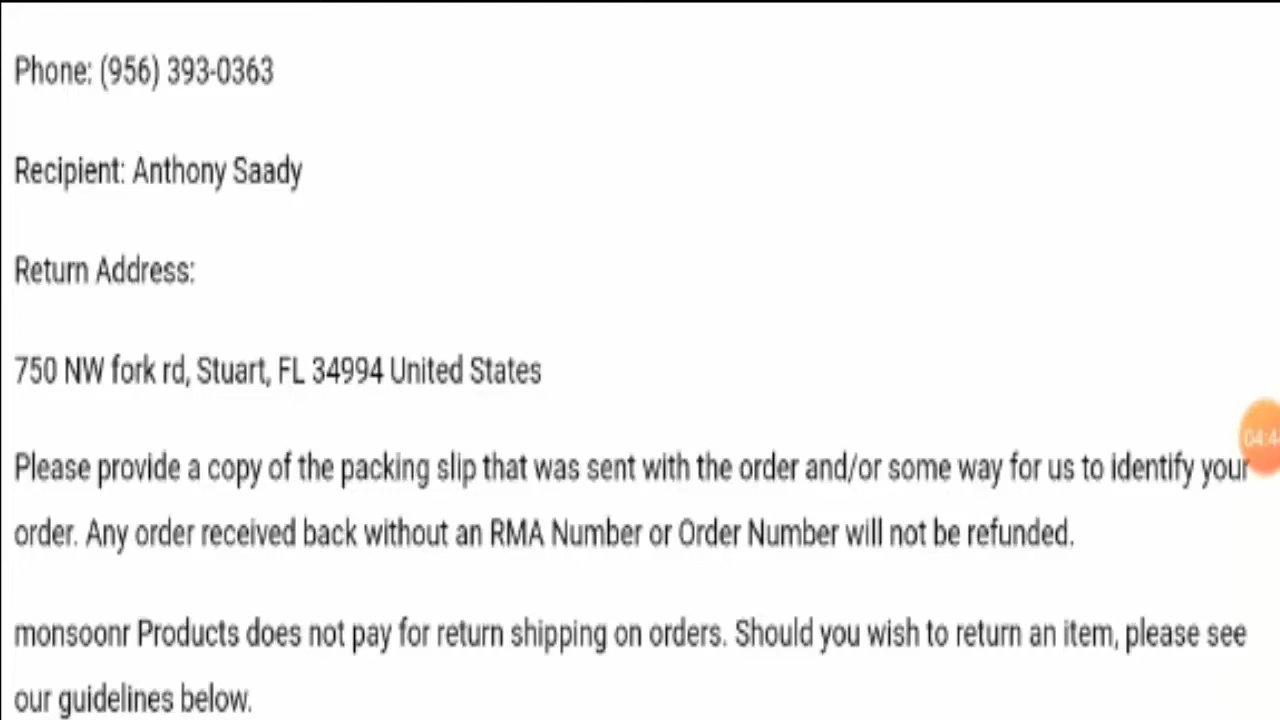 Phone: (956) 393-0363
Recipient: Anthony Saady
Return Address:
750 NW fork rd, Stuart, FL 34994 United States
Please provide a copy of the packing slip that was sent with the order and/or some way for us to identify your
order. Any order received back without an RMA Number or Order Number will not be refunded.
monsoonr Products does not pay for return shipping on orders. Should you wish to return an item, please see
our guidelines below.